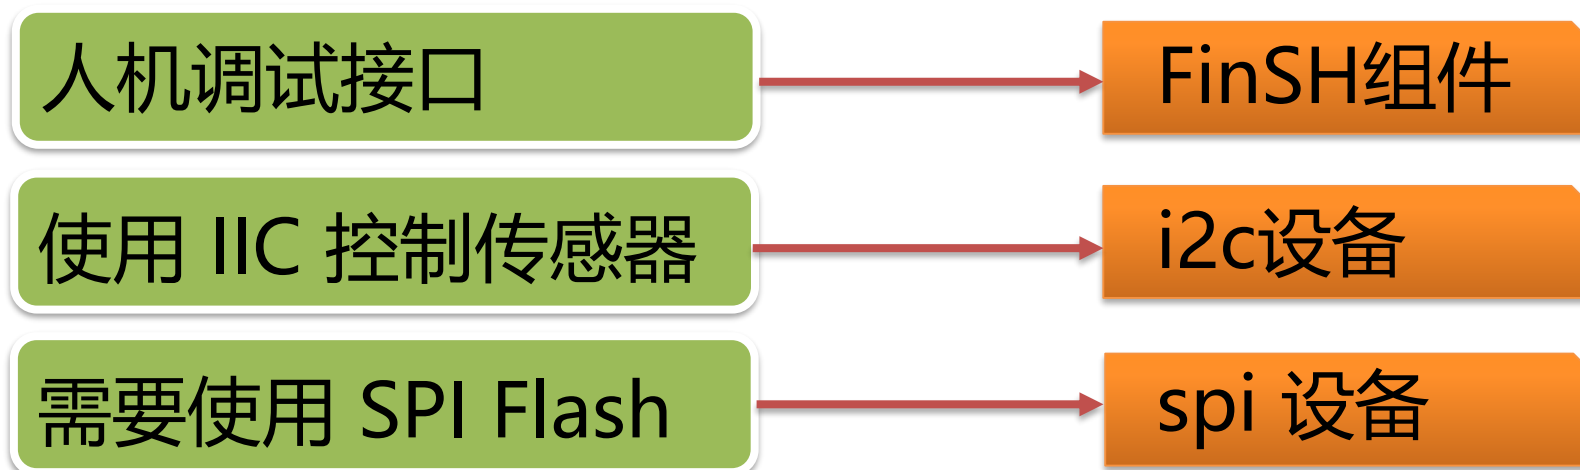 人机调试接口
FinSH组件
使用 IIC 控制传感器
i2c设备
需要使用 SPI Flash
spi 设备